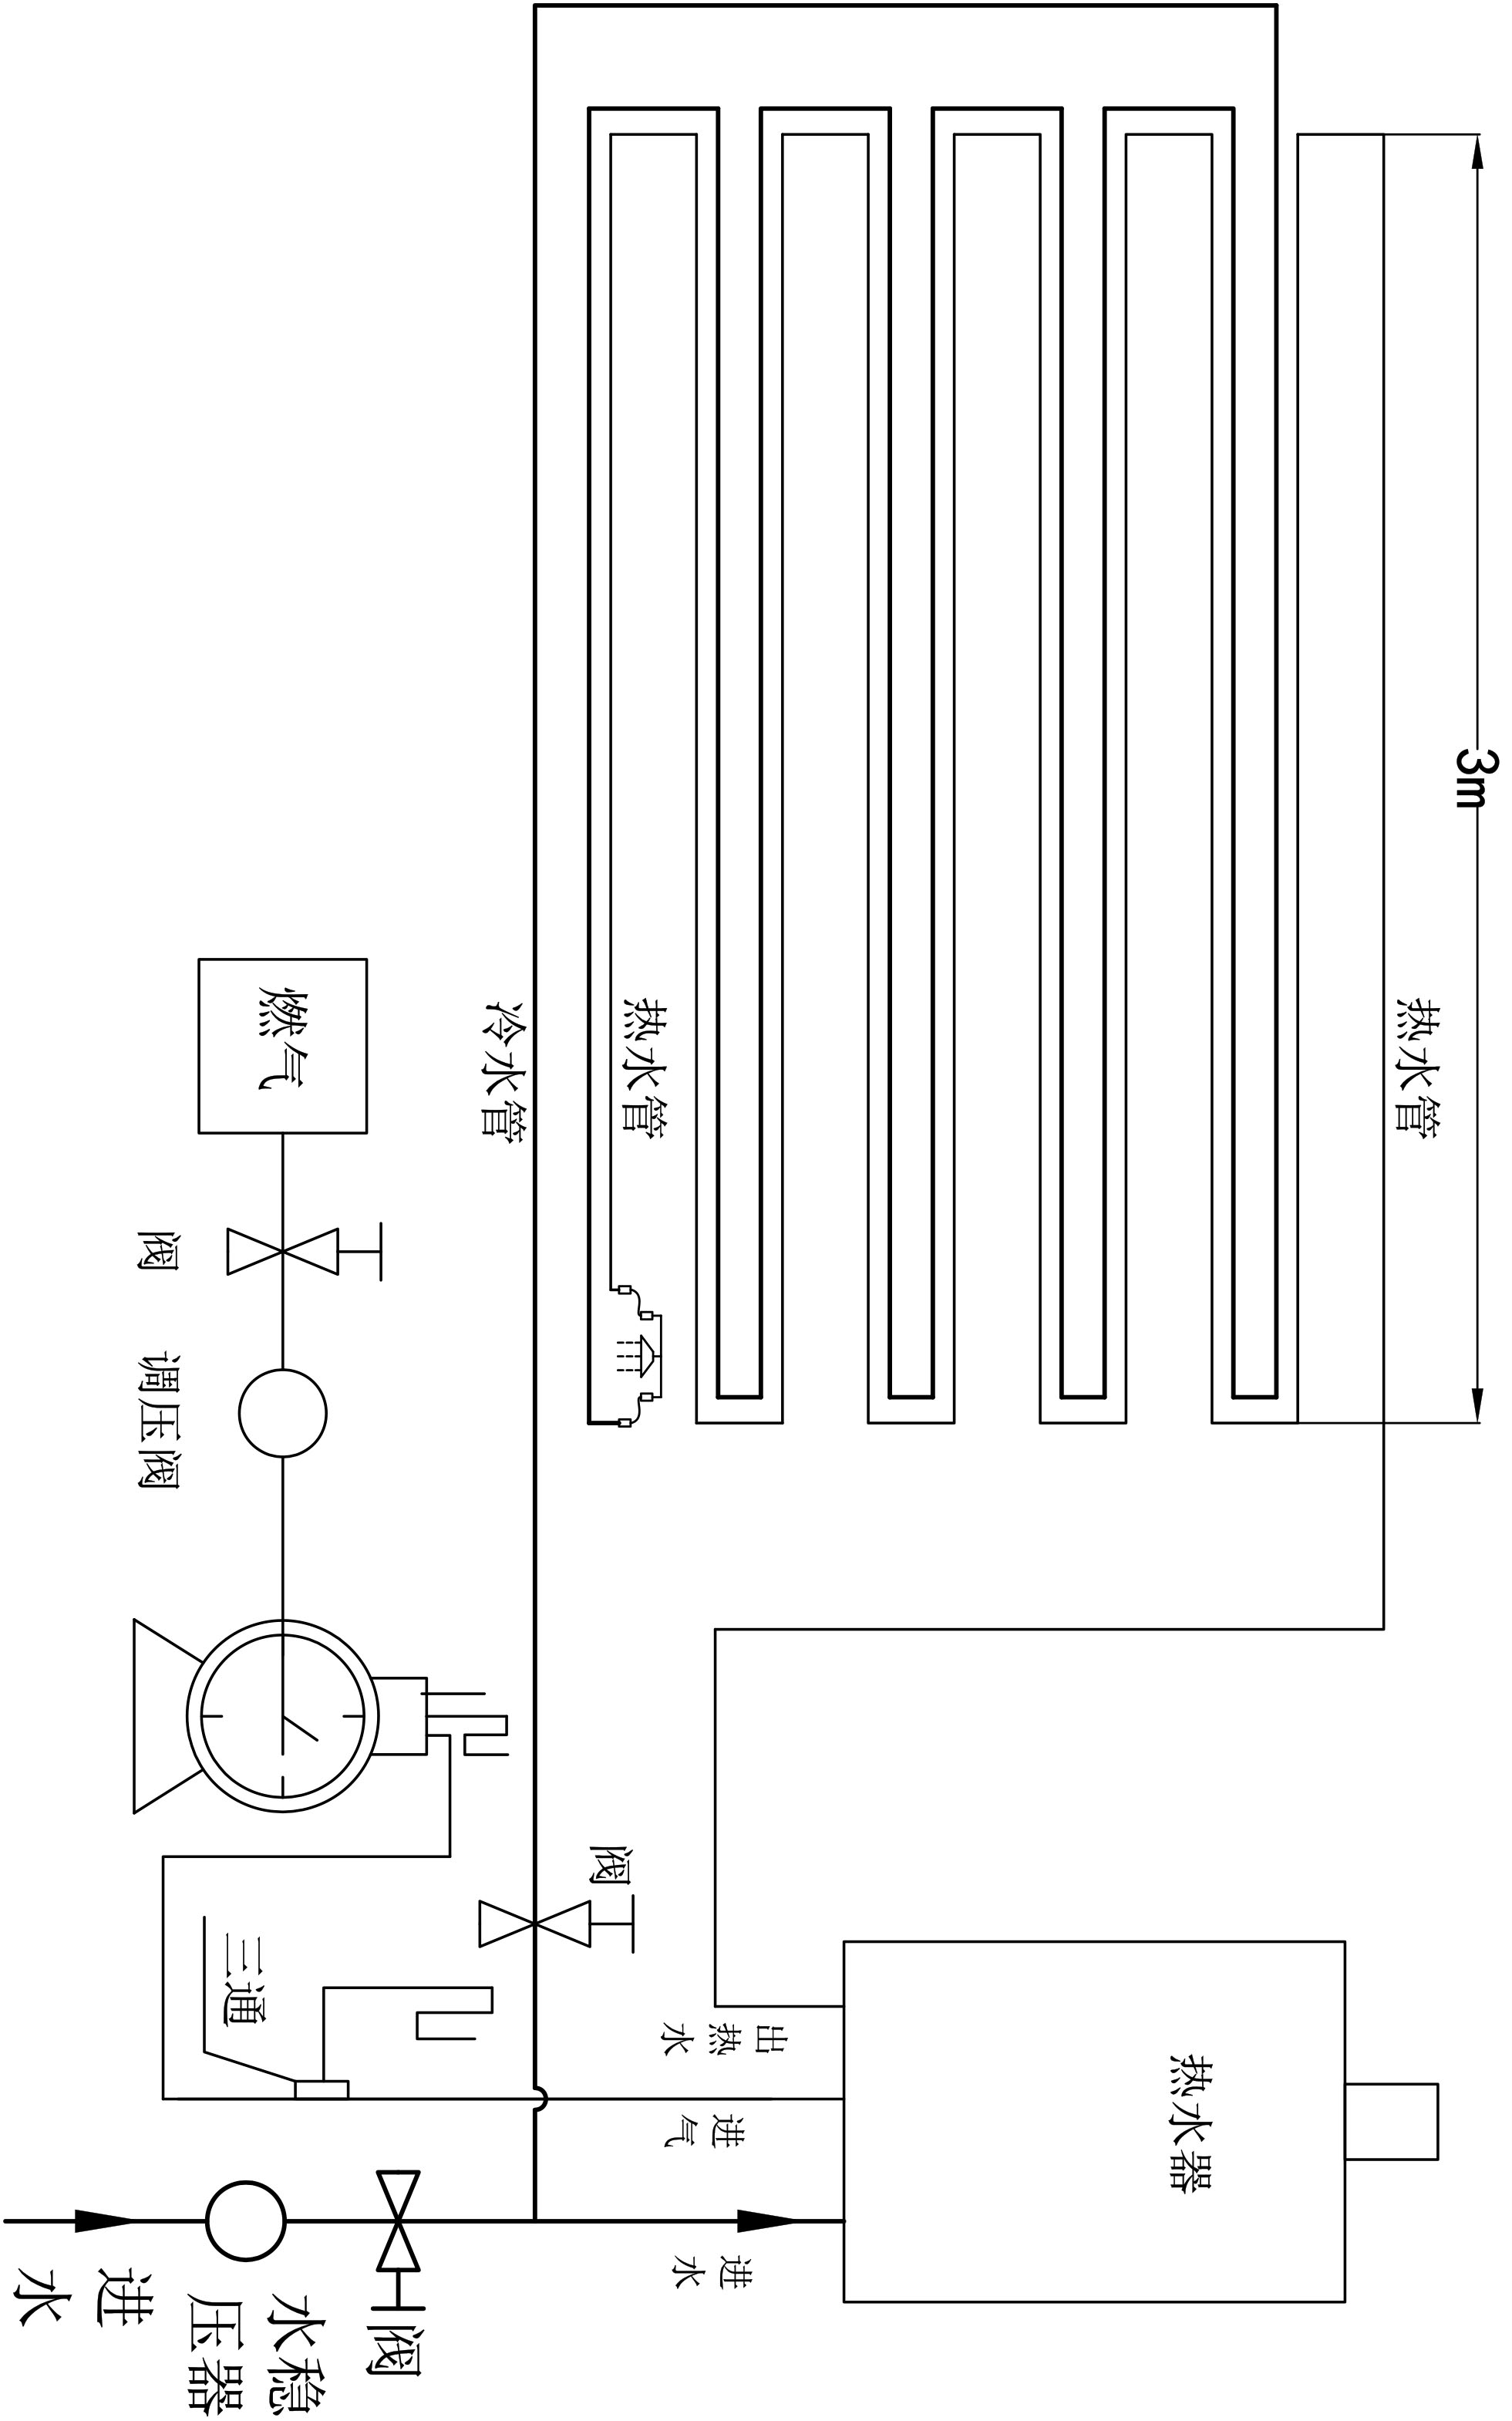 3m
热水管
热水器
出
热
水
进
气
进
水
热水管
阀
冷水管
燃气
阀
调压阀
三通
阀
水稳
压器
进
水